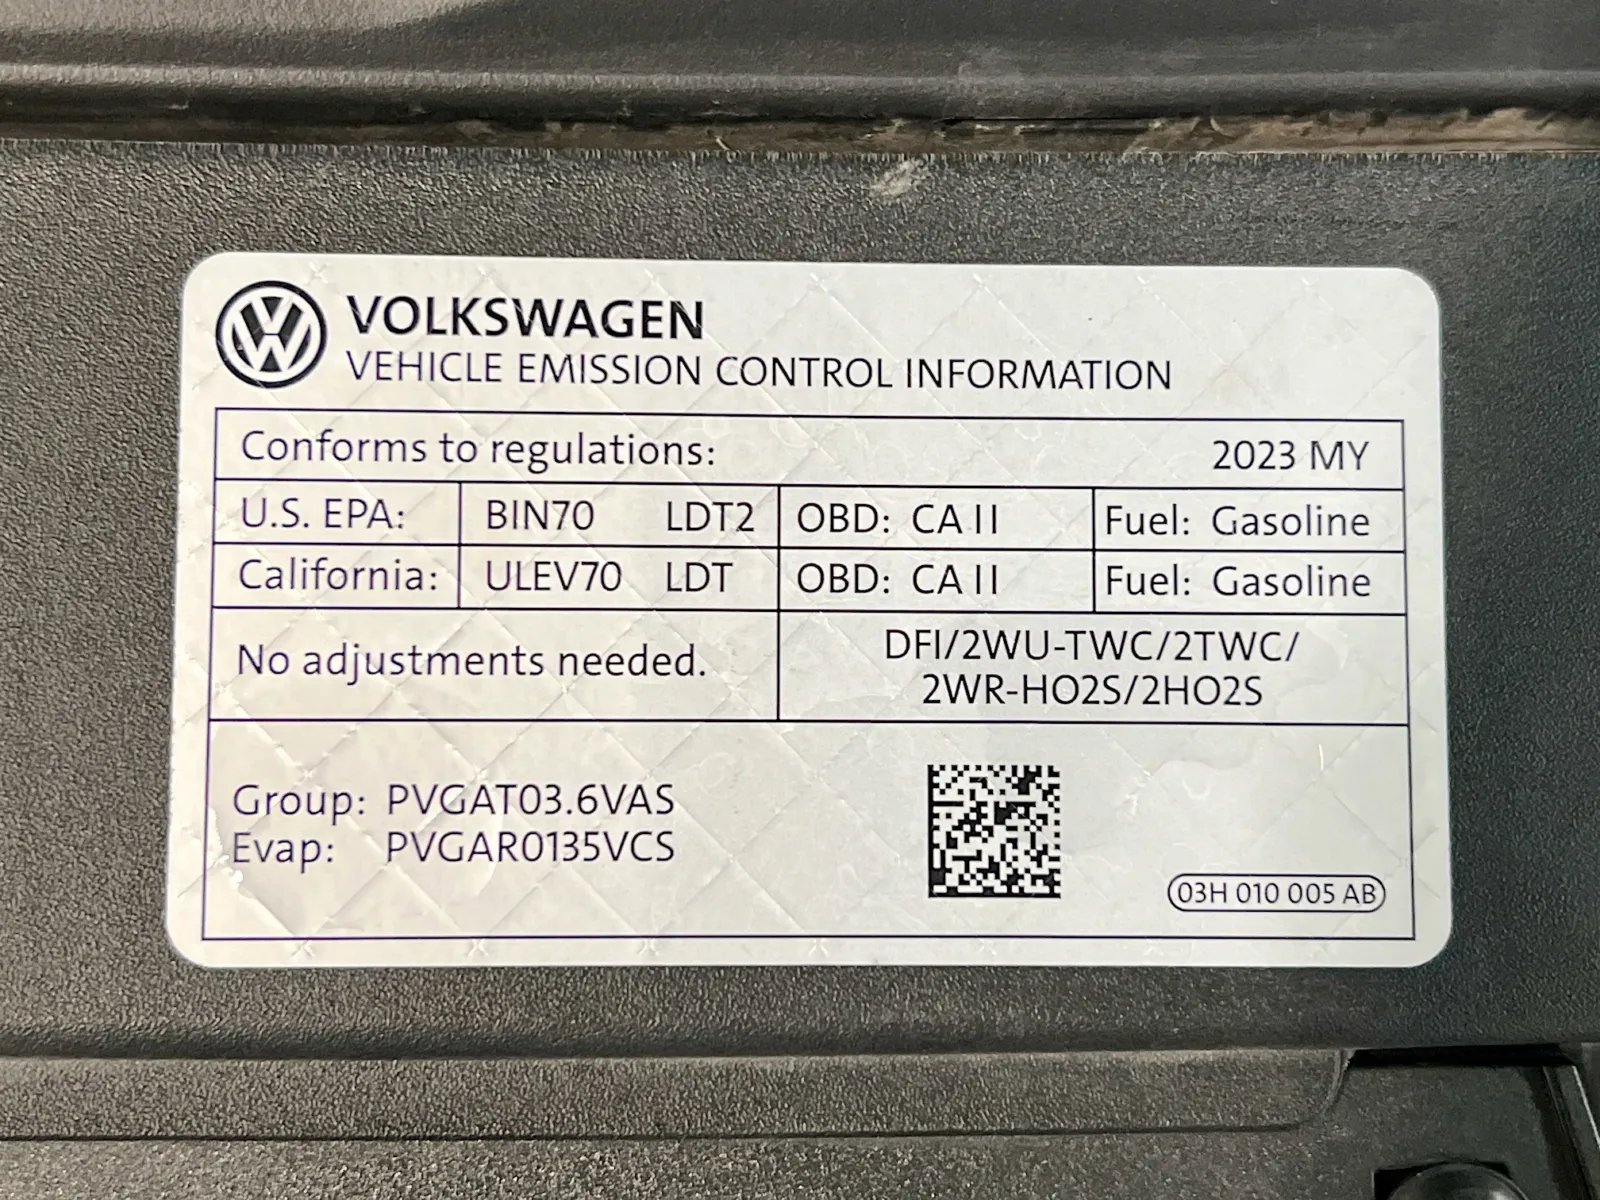 VOLKSWAGEN
VEHICLE EMISSION CONTROL INFORMATION
Conforms to regulations: 2023 MY
U.S. EPA: BIN70 LDT2 OBD: CA II Fuel: Gasoline
California: ULEV70 LDT OBD: CA II Fuel: Gasoline
No adjustments needed.
DFI/2WU-TWC/2TWC/
2WR-HO2S/2HO2S
Group: PVGAT03.6VAS
Evap: PVGAR0135VCS
03H 010 005 AB